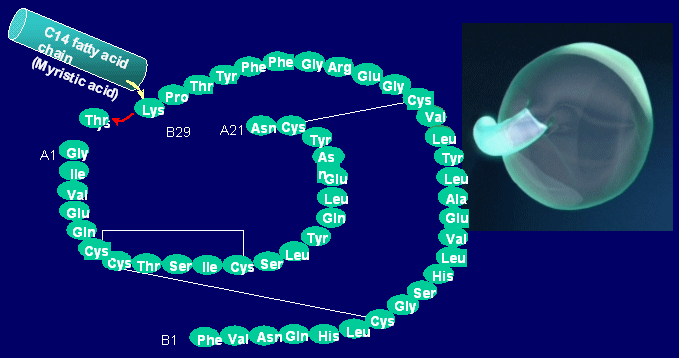 C14 fatty acid
chain
(Myristic acid)
Lys Pro Thr Tyr Phe Phe Gly Arg Glu Gly Cys
Val
Leu
Tyr
Leu
Ala
Glu
Val
Leu
His
Ser
Gly
Cys
B29
A21 Asn Cys
Tyr
As
n
Glu
Leu
Gln
Tyr
Leu
A1
Gly
Ile
Val
Glu
Gln
Cys
Cys Thr Ser Ile Cys Ser
B1 Phe Val Asn Gln His Leu